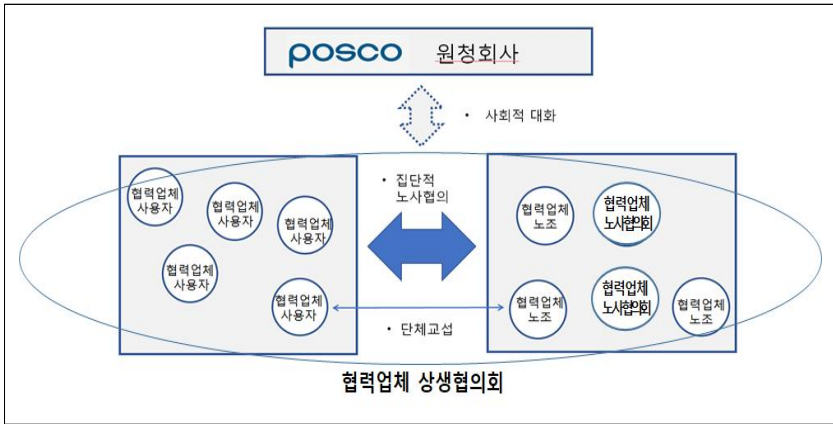 posco 원청회사
• 사회적 대화
• 집단적
노사협의
협력업체
사용자
협력업체
사용자
협력업체
사용자
협력업체
사용자
협력업체
사용자
협력업체
노조
협력업체
노사협의회
협력업체
노조
협력업체
노사협의회
협력업체
노조
• 단체교섭
협력업체 상생협의회